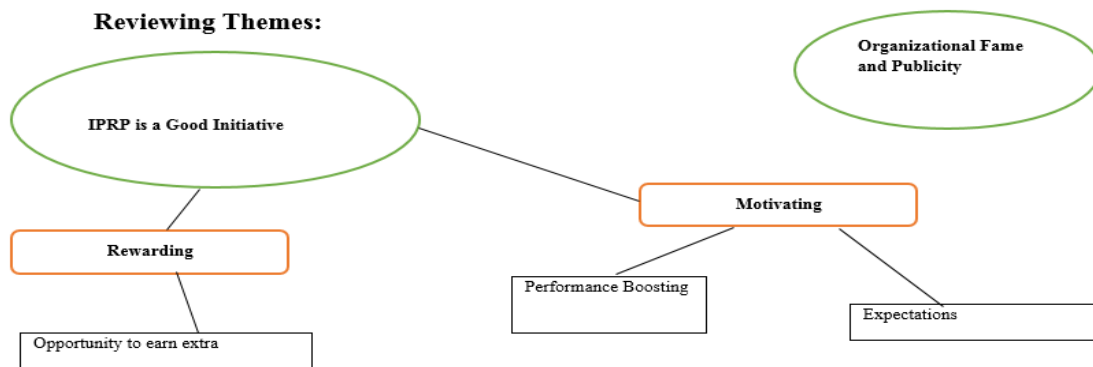 Reviewing Themes:
Organizational Fame
and Publicity
IPRP is a Good Initiative
Motivating
Rewarding
Performance Boosting
Expectations
Opportunity to earn extra